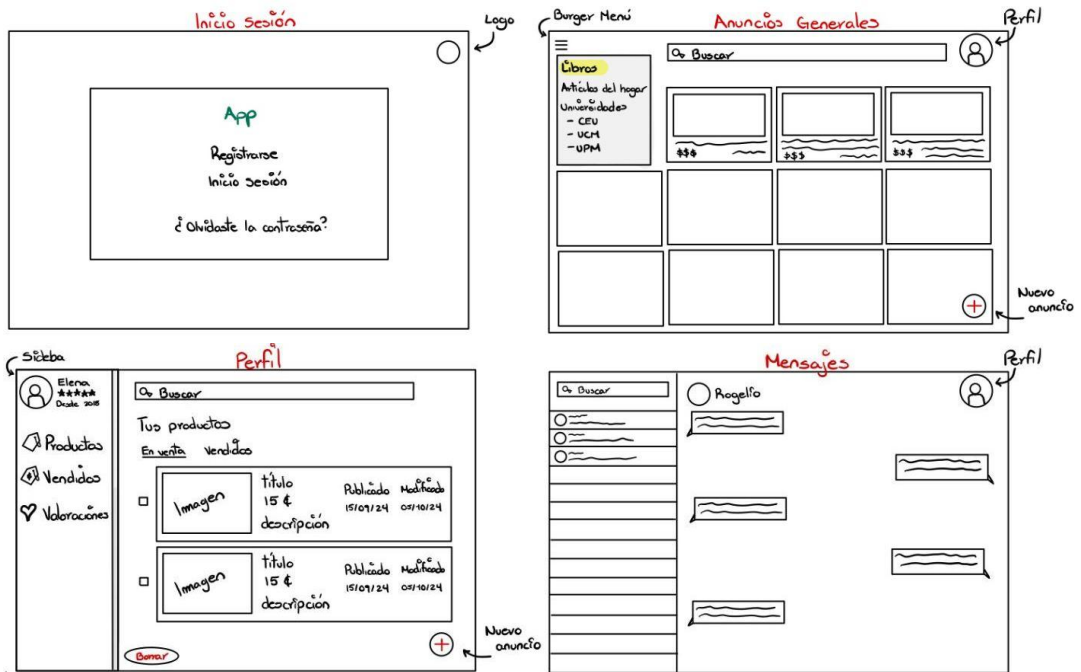 Inicio sesión
Logo
App
Registrarse
Inicio sesión
¿Olvidaste la contraseña?
Burger Menú
Anuncios Generales
Perfil
Buscar
Libros
Artículos del hogar
Universidades
- CEU
- UCM
- UPM
$$$
$$$
$$$
Nuevo anuncio
Sideba
Perfil
Elena
★★★★★
Desde 2018
Productos
Vendidos
Valoraciones
Buscar
Tus productos
En venta Vendidos
Imagen
título
15 €
descripción
Publicado Modificado
15/09/24 05/10/24
Imagen
título
15 €
descripción
Publicado Modificado
15/09/24 05/10/24
Borrar
Nuevo anuncio
Mensajes
Perfil
Buscar
Rogelio